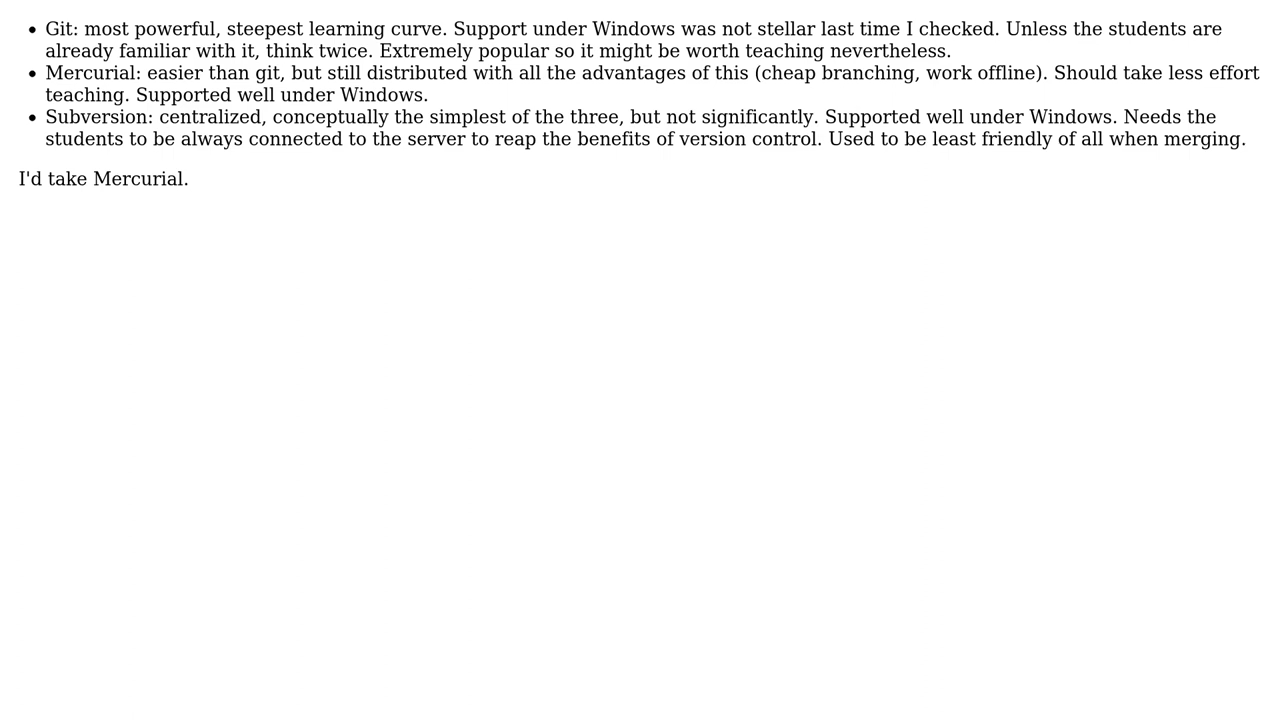 • Git: most powerful, steepest learning curve. Support under Windows was not stellar last time I checked. Unless the students are
already familiar with it, think twice. Extremely popular so it might be worth teaching nevertheless.
• Mercurial: easier than git, but still distributed with all the advantages of this (cheap branching, work offline). Should take less effort
teaching. Supported well under Windows.
• Subversion: centralized, conceptually the simplest of the three, but not significantly. Supported well under Windows. Needs the
students to be always connected to the server to reap the benefits of version control. Used to be least friendly of all when merging.
I'd take Mercurial.